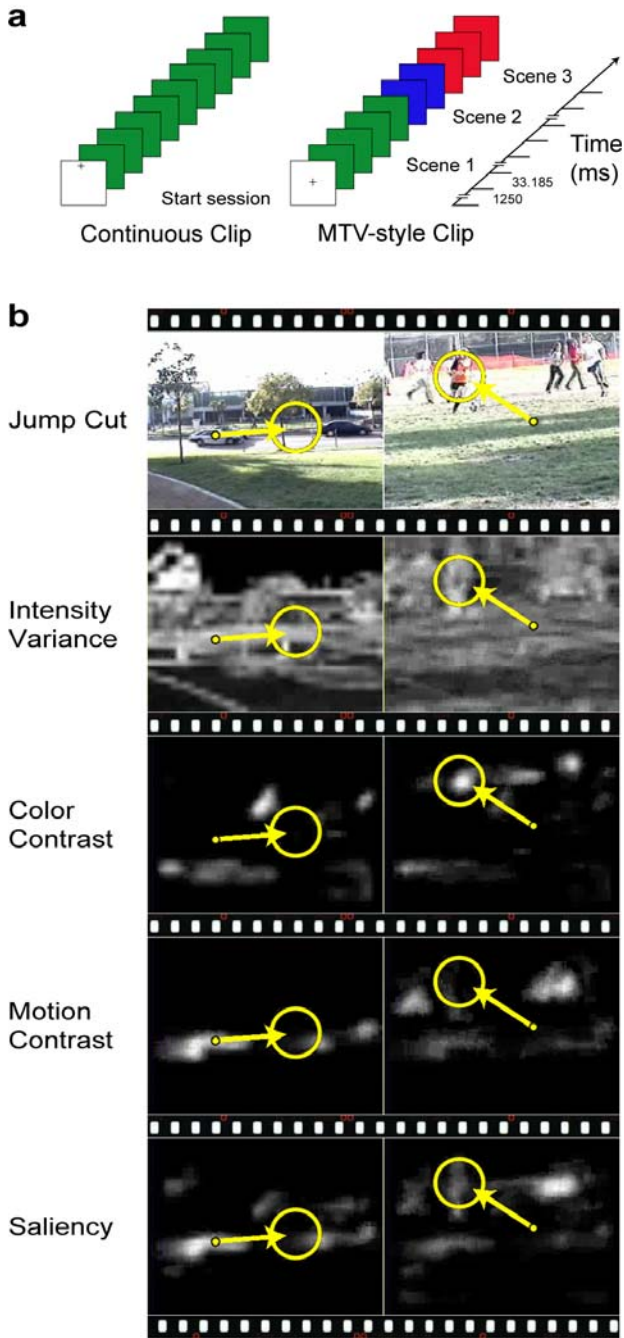 a
Scene 3
Scene 2
Time
(ms)
Scene 1
33.185
1250
Start session
Continuous Clip
MTV-style Clip
b
Jump Cut
Intensity
Variance
Color
Contrast
Motion
Contrast
Saliency